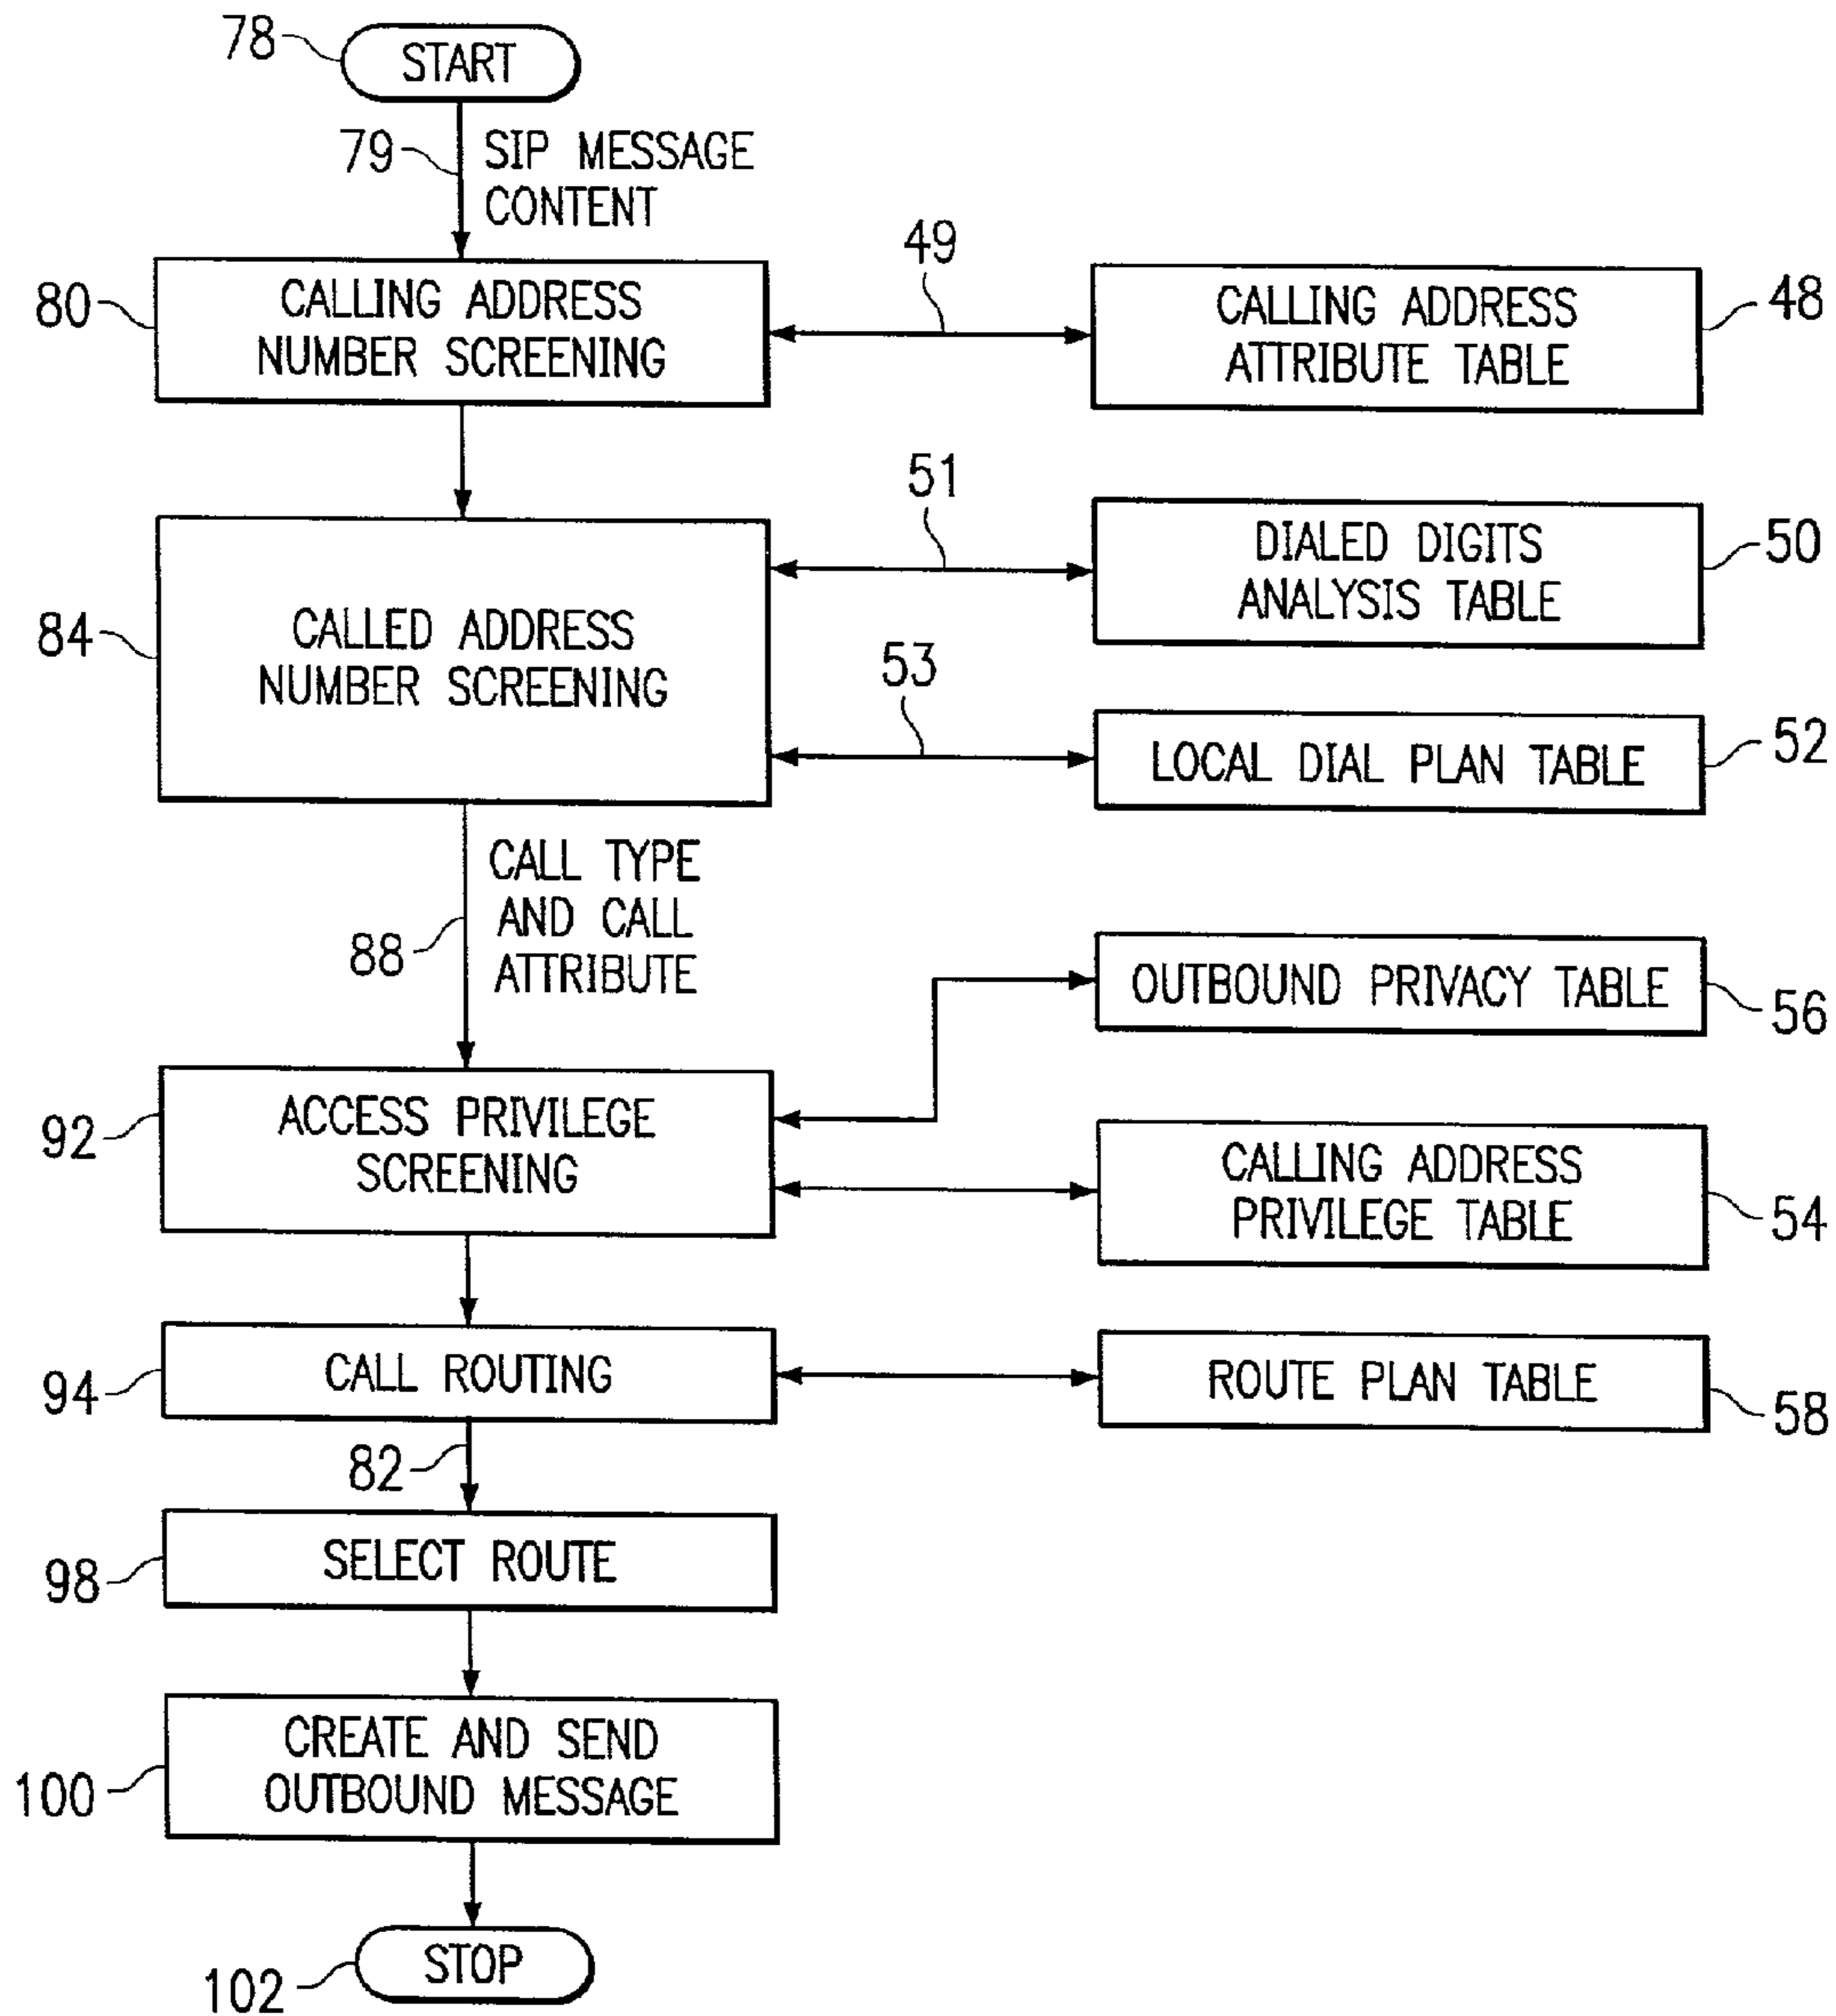 78
START
79
SIP MESSAGE
CONTENT
80
CALLING ADDRESS
NUMBER SCREENING
49
CALLING ADDRESS
ATTRIBUTE TABLE
48
84
CALLED ADDRESS
NUMBER SCREENING
51
DIALED DIGITS
ANALYSIS TABLE
50
53
LOCAL DIAL PLAN TABLE
52
88
CALL TYPE
AND CALL
ATTRIBUTE
OUTBOUND PRIVACY TABLE
56
92
ACCESS PRIVILEGE
SCREENING
CALLING ADDRESS
PRIVILEGE TABLE
54
94
CALL ROUTING
ROUTE PLAN TABLE
58
82
98
SELECT ROUTE
100
CREATE AND SEND
OUTBOUND MESSAGE
102
STOP